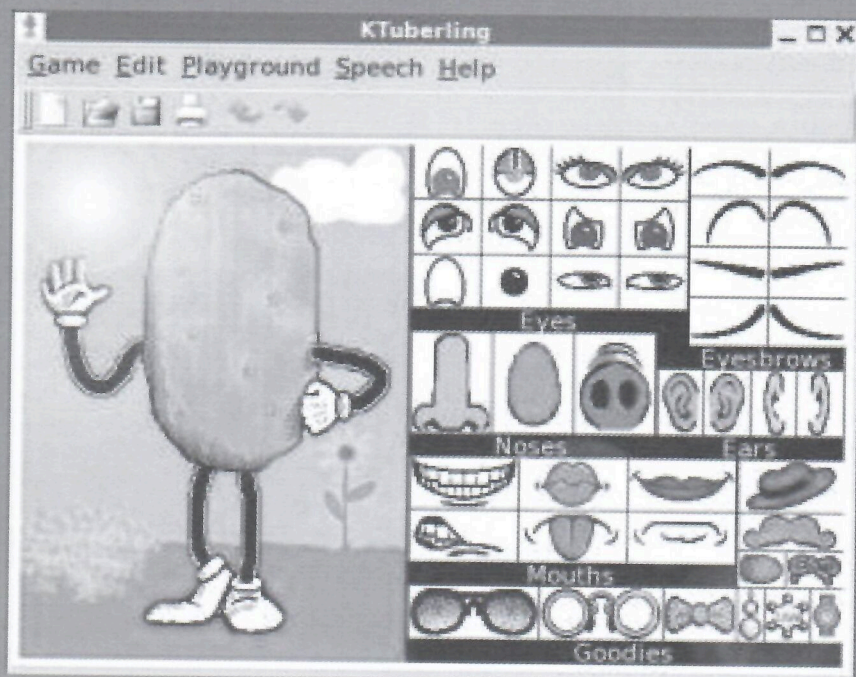 KTuberling
Game Edit Playground Speech Help
Eyes
Eyesbrows
Noses
Ears
Mouths
Goodies